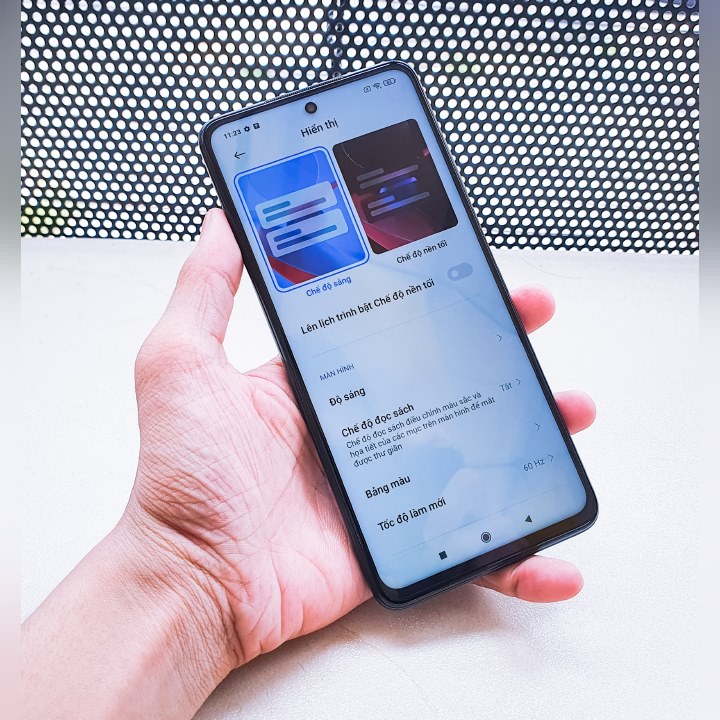 11:23
Hiển thị
Chế độ sáng
Chế độ nền tối
Lên lịch trình bật Chế độ nền tối
MÀN HÌNH
Độ sáng
Chế độ đọc sách
Tắt
Chế độ đọc sách điều chỉnh màu sắc và
họa tiết của các mục trên màn hình để mắt
được thư giãn
Bảng màu
Tốc độ làm mới
60 Hz